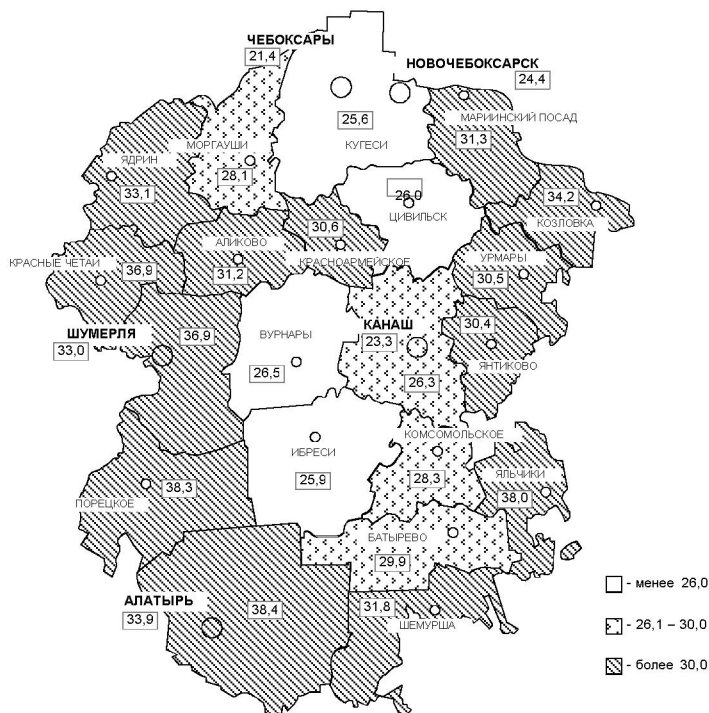 ЧЕБОКСАРЫ
21,4
НОВОЧЕБОКСАРСК
24,4
25,6
КУГЕСИ
МАРИИНСКИЙ ПОСАД
31,3
МОРГАУШИ
28,1
ЯДРИН
33,1
26,0
ЦИВИЛЬСК
34,2
КОЗЛОВКА
30,6
КРАСНОАРМЕЙСКОЕ
АЛИКОВО
31,2
КРАСНЫЕ ЧЕТАИ
36,9
УРМАРЫ
30,5
ШУМЕРЛЯ
33,0
36,9
ВУРНАРЫ
26,5
КАНАШ
23,3
26,3
30,4
ЯНТИКОВО
КОМСОМОЛЬСКОЕ
28,3
ИБРЕСИ
25,9
ЯЛЬЧИКИ
38,0
ПОРЕЦКОЕ
38,3
БАТЫРЕВО
29,9
АЛАТЫРЬ
33,9
38,4
31,8
ШЕМУРША
- менее 26,0
- 26,1 – 30,0
- более 30,0